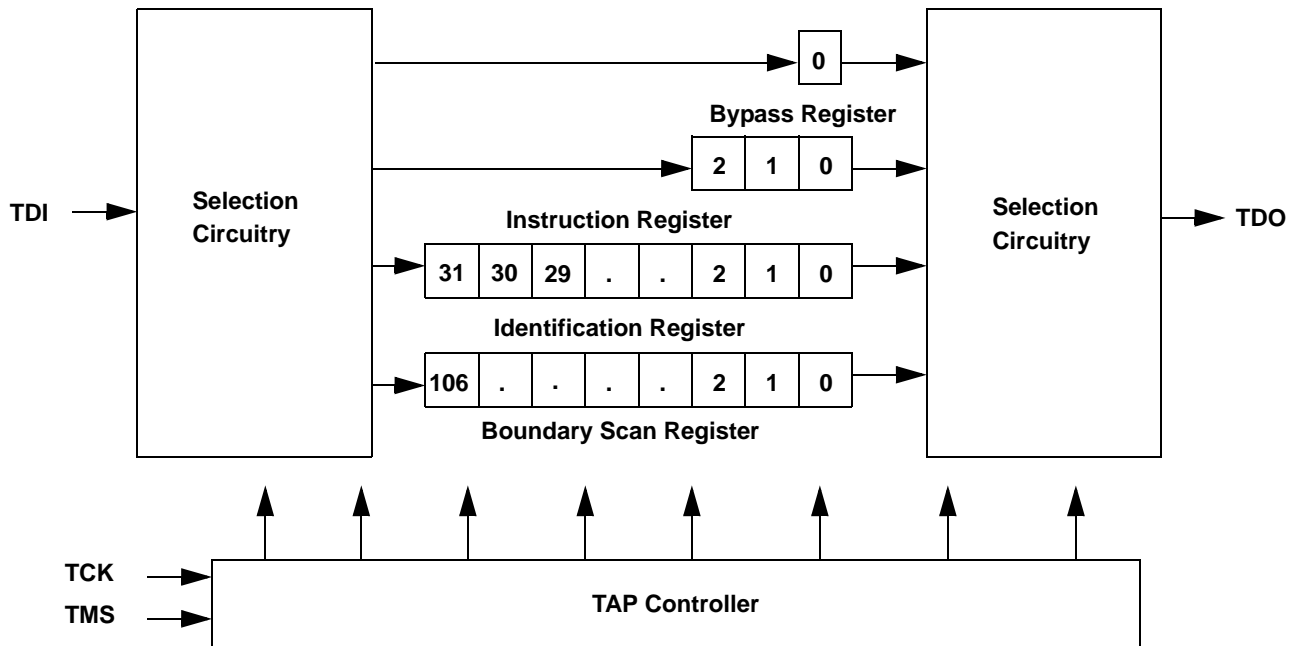 0
Bypass Register
2 1 0
TDI
Selection
Circuitry
Selection
Circuitry
TDO
Instruction Register
31 30 29 . . 2 1 0
Identification Register
106 . . . . 2 1 0
Boundary Scan Register
TCK
TMS
TAP Controller